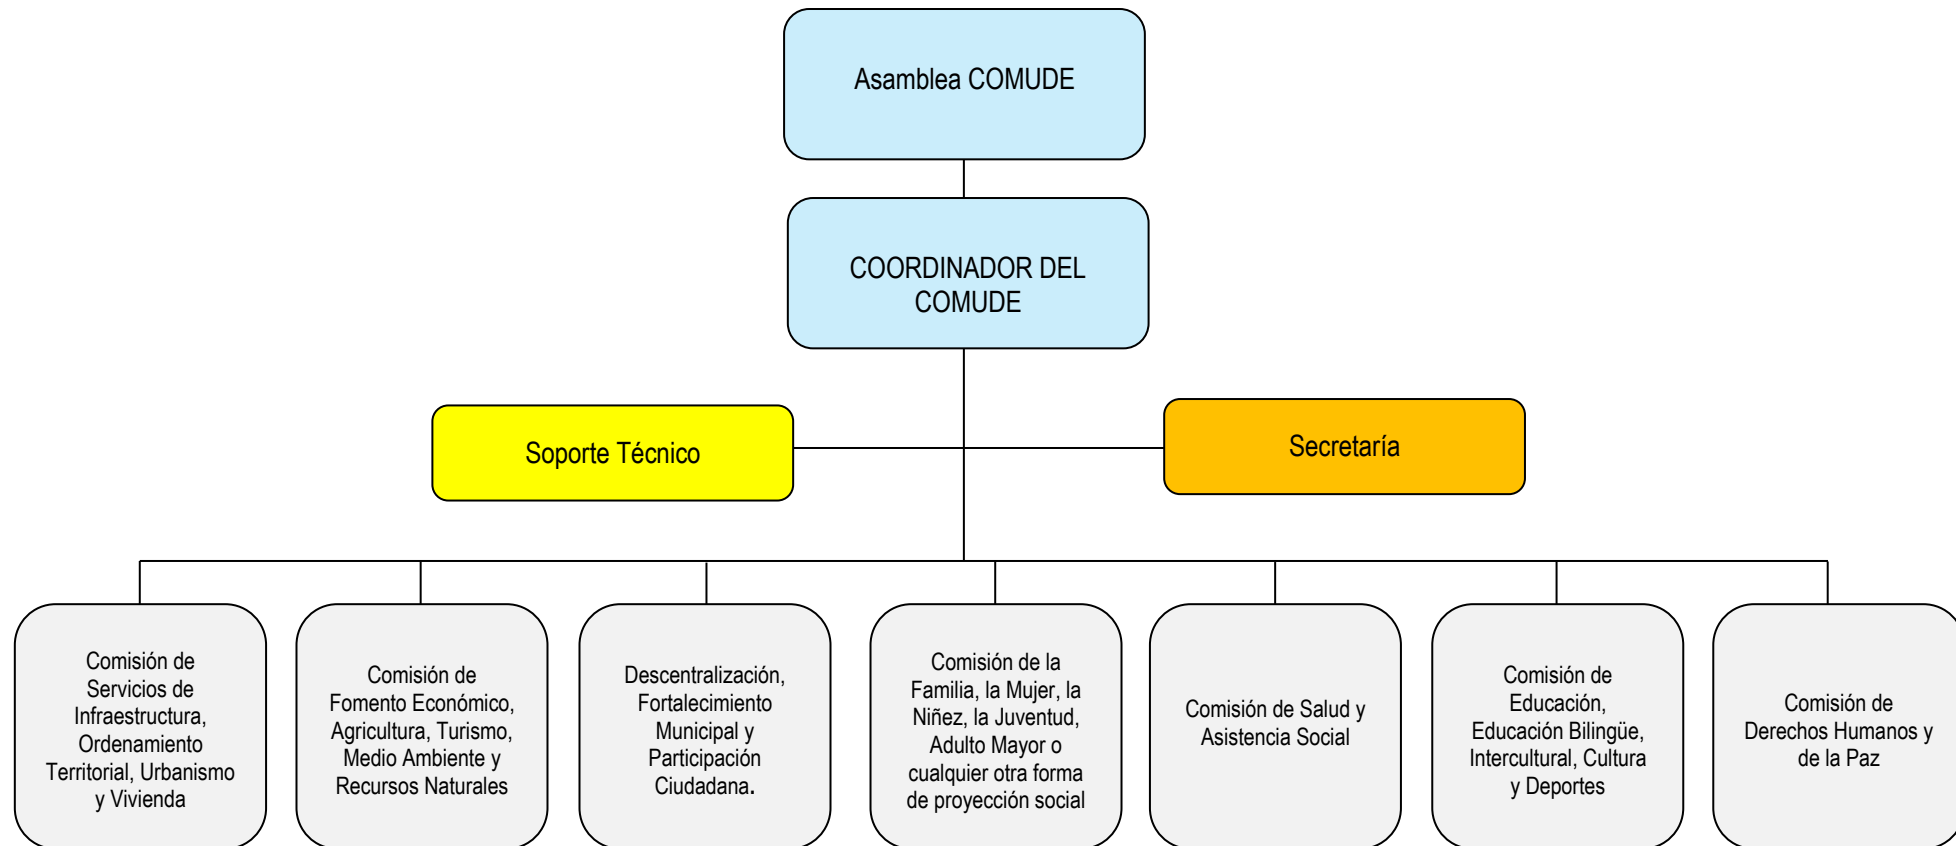 Asamblea COMUDE
COORDINADOR DEL
COMUDE
Soporte Técnico
Secretaría
Comisión de
Servicios de
Infraestructura,
Ordenamiento
Territorial, Urbanismo
y Vivienda
Comisión de
Fomento Económico,
Agricultura, Turismo,
Medio Ambiente y
Recursos Naturales
Descentralización,
Fortalecimiento
Municipal y
Participación
Ciudadana.
Comisión de la
Familia, la Mujer, la
Niñez, la Juventud,
Adulto Mayor o
cualquier otra forma
de proyección social
Comisión de Salud y
Asistencia Social
Comisión de
Educación,
Educación Bilingüe,
Intercultural, Cultura
y Deportes
Comisión de
Derechos Humanos y
de la Paz